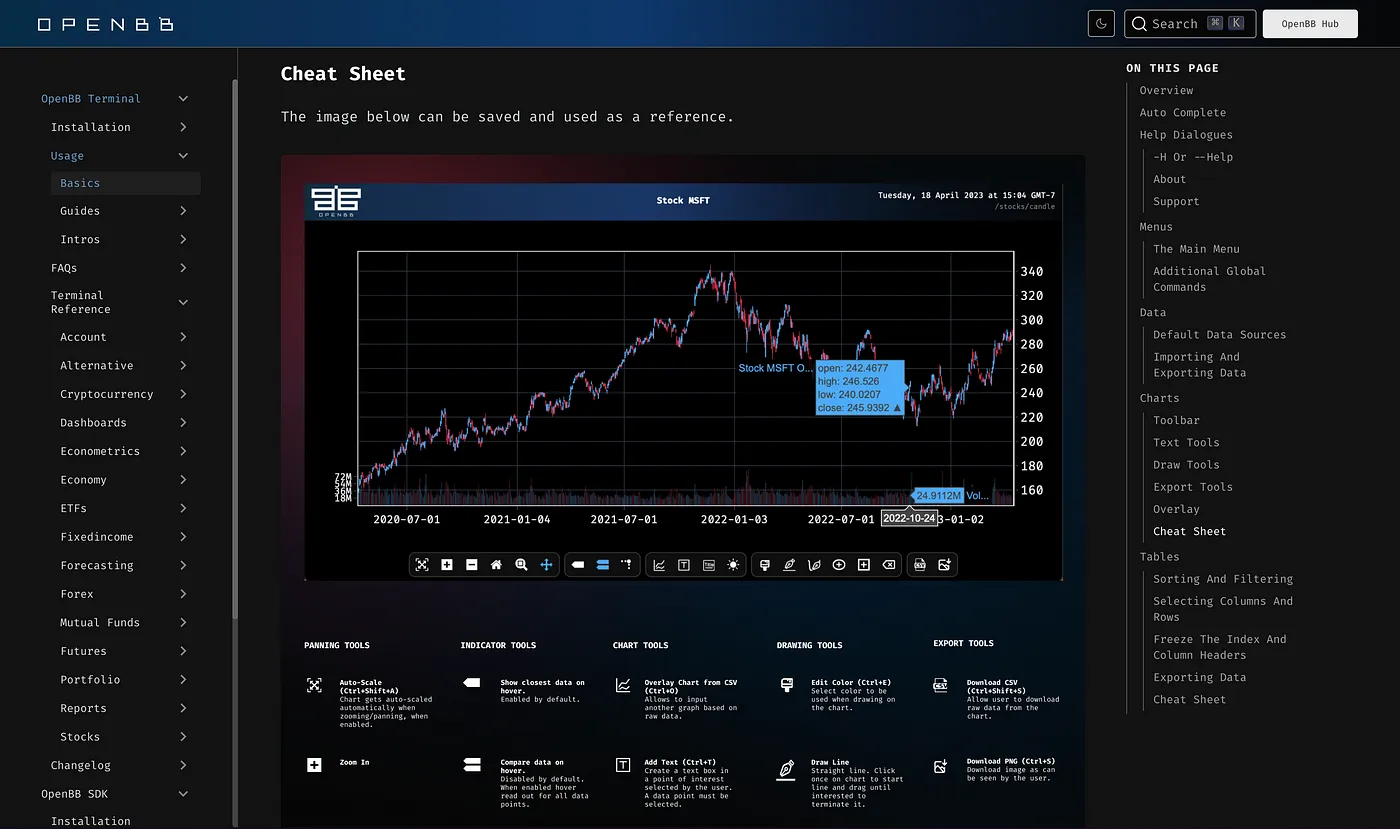 OPENBB
Search ⌘ K
OpenBB Hub
OpenBB Terminal
Installation
Usage
Basics
Guides
Intros
FAQs
Terminal
Reference
Account
Alternative
Cryptocurrency
Dashboards
Econometrics
Economy
ETFs
Fixedincome
Forecasting
Forex
Mutual Funds
Futures
Portfolio
Reports
Stocks
Changelog
OpenBB SDK
Installation
Cheat Sheet
The image below can be saved and used as a reference.
OPENBB
Stock MSFT
Tuesday, 18 April 2023 at 15:04 GMT-7
/stocks/candle
340
320
300
280
260
240
220
200
180
160
Stock MSFT O...
open: 242.4677
high: 246.526
low: 240.0207
close: 245.9392 ▲
72M
54M
36M
18M
24.9112M Vol...
2020-07-01
2021-01-04
2021-07-01
2022-01-03
2022-07-01
2022-10-24
3-01-02
PANNING TOOLS
Auto-Scale
(Ctrl+Shift+A)
Chart gets auto-scaled
automatically when
zooming/panning, when
enabled.
Zoom In
INDICATOR TOOLS
Show closest data on
hover.
Enabled by default.
Compare data on
hover.
Disabled by default.
When enabled hover
read out for all data
points.
CHART TOOLS
Overlay Chart from CSV
(Ctrl+O)
Allows to input
another graph based on
raw data.
Add Text (Ctrl+T)
Create a text box in
a point of interest
selected by the user.
A data point must be
selected.
DRAWING TOOLS
Edit Color (Ctrl+E)
Select color to be
used when drawing on
the chart.
Draw Line
Straight line. Click
once on chart to start
line and drag until
interested to
terminate it.
EXPORT TOOLS
Download CSV
(Ctrl+Shift+S)
Allow user to download
raw data from the
chart.
Download PNG (Ctrl+S)
Download image as can
be seen by the user.
ON THIS PAGE
Overview
Auto Complete
Help Dialogues
-H Or --Help
About
Support
Menus
The Main Menu
Additional Global
Commands
Data
Default Data Sources
Importing And
Exporting Data
Charts
Toolbar
Text Tools
Draw Tools
Export Tools
Overlay
Cheat Sheet
Tables
Sorting And Filtering
Selecting Columns And
Rows
Freeze The Index And
Column Headers
Exporting Data
Cheat Sheet